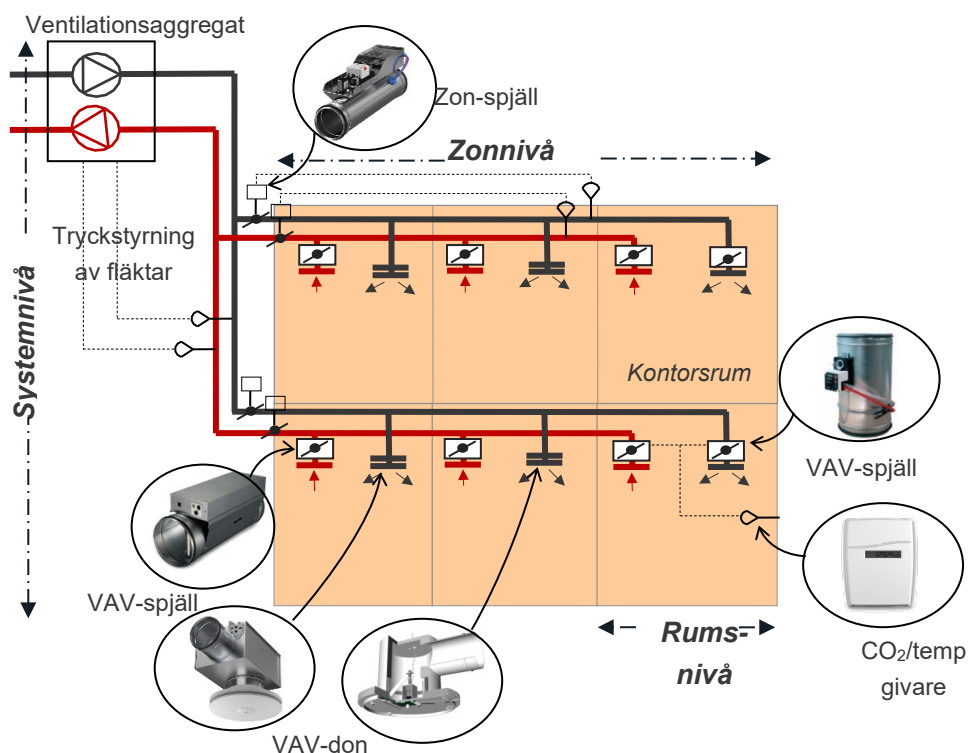 Ventilationsaggregat
Zon-spjäll
Zonnivå
Tryckstyrning
av fläktar
Systemnivå
Kontorsrum
VAV-spjäll
VAV-spjäll
Rums-
nivå
CO₂/temp
givare
VAV-don